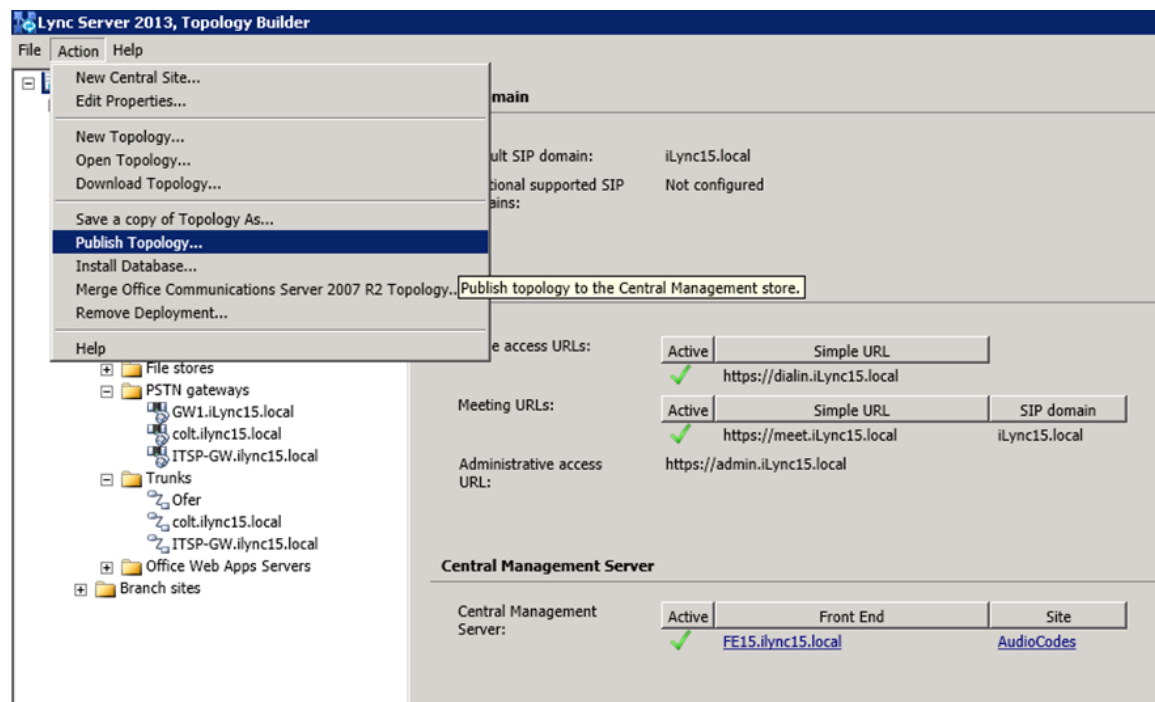 Lync Server 2013, Topology Builder
File Action Help
New Central Site...
Edit Properties...
New Topology...
Open Topology...
Download Topology...
Save a copy of Topology As...
Publish Topology...
Install Database...
Merge Office Communications Server 2007 R2 Topology...
Publish topology to the Central Management store.
Remove Deployment...
Help
File stores
PSTN gateways
GW1.iLync15.local
colt.ilync15.local
ITSP-GW.ilync15.local
Trunks
Ofer
colt.ilync15.local
ITSP-GW.ilync15.local
Office Web Apps Servers
Branch sites
main
ult SIP domain: iLync15.local
tional supported SIP Not configured
ains:
e access URLs: Active Simple URL
https://dialin.iLync15.local
Meeting URLs: Active Simple URL SIP domain
https://meet.iLync15.local iLync15.local
Administrative access https://admin.iLync15.local
URL:
Central Management Server
Central Management Active Front End Site
Server: FE15.ilync15.local AudioCodes